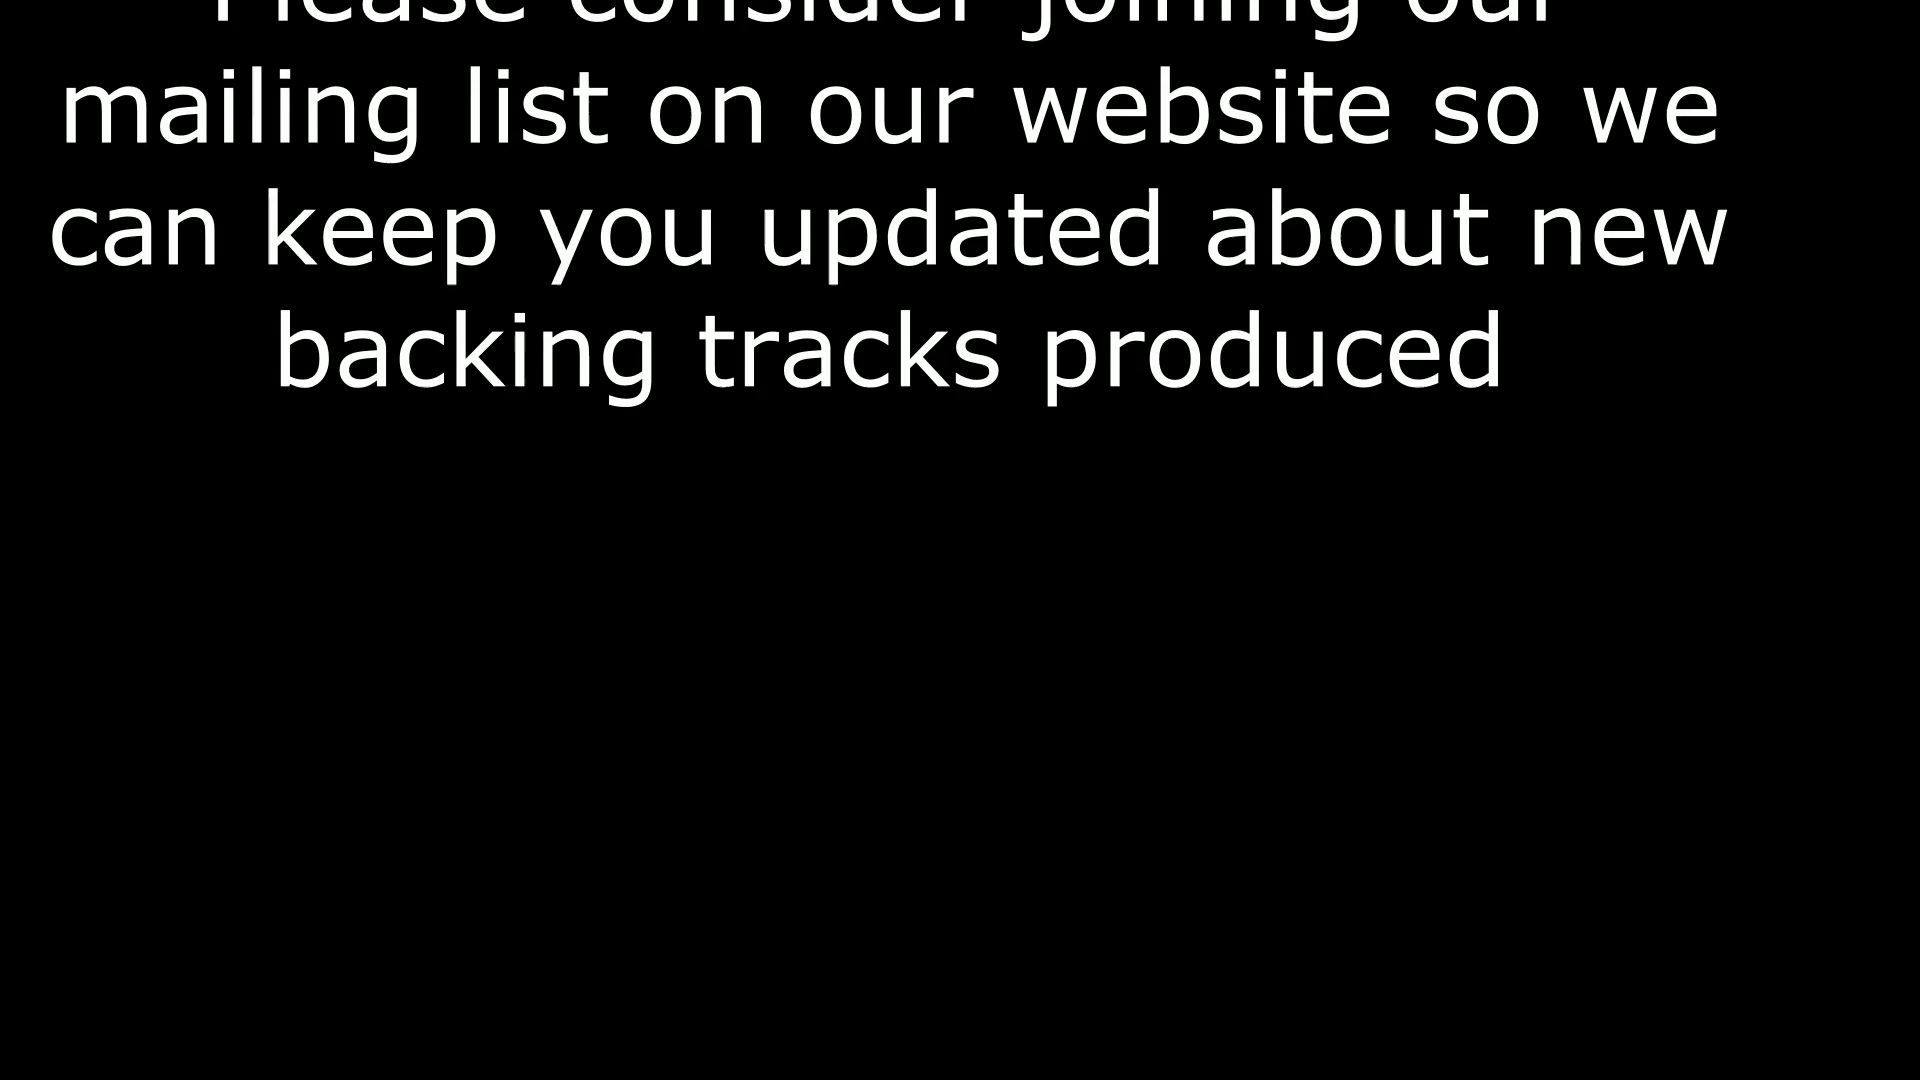 Please consider joining our
mailing list on our website so we
can keep you updated about new
backing tracks produced